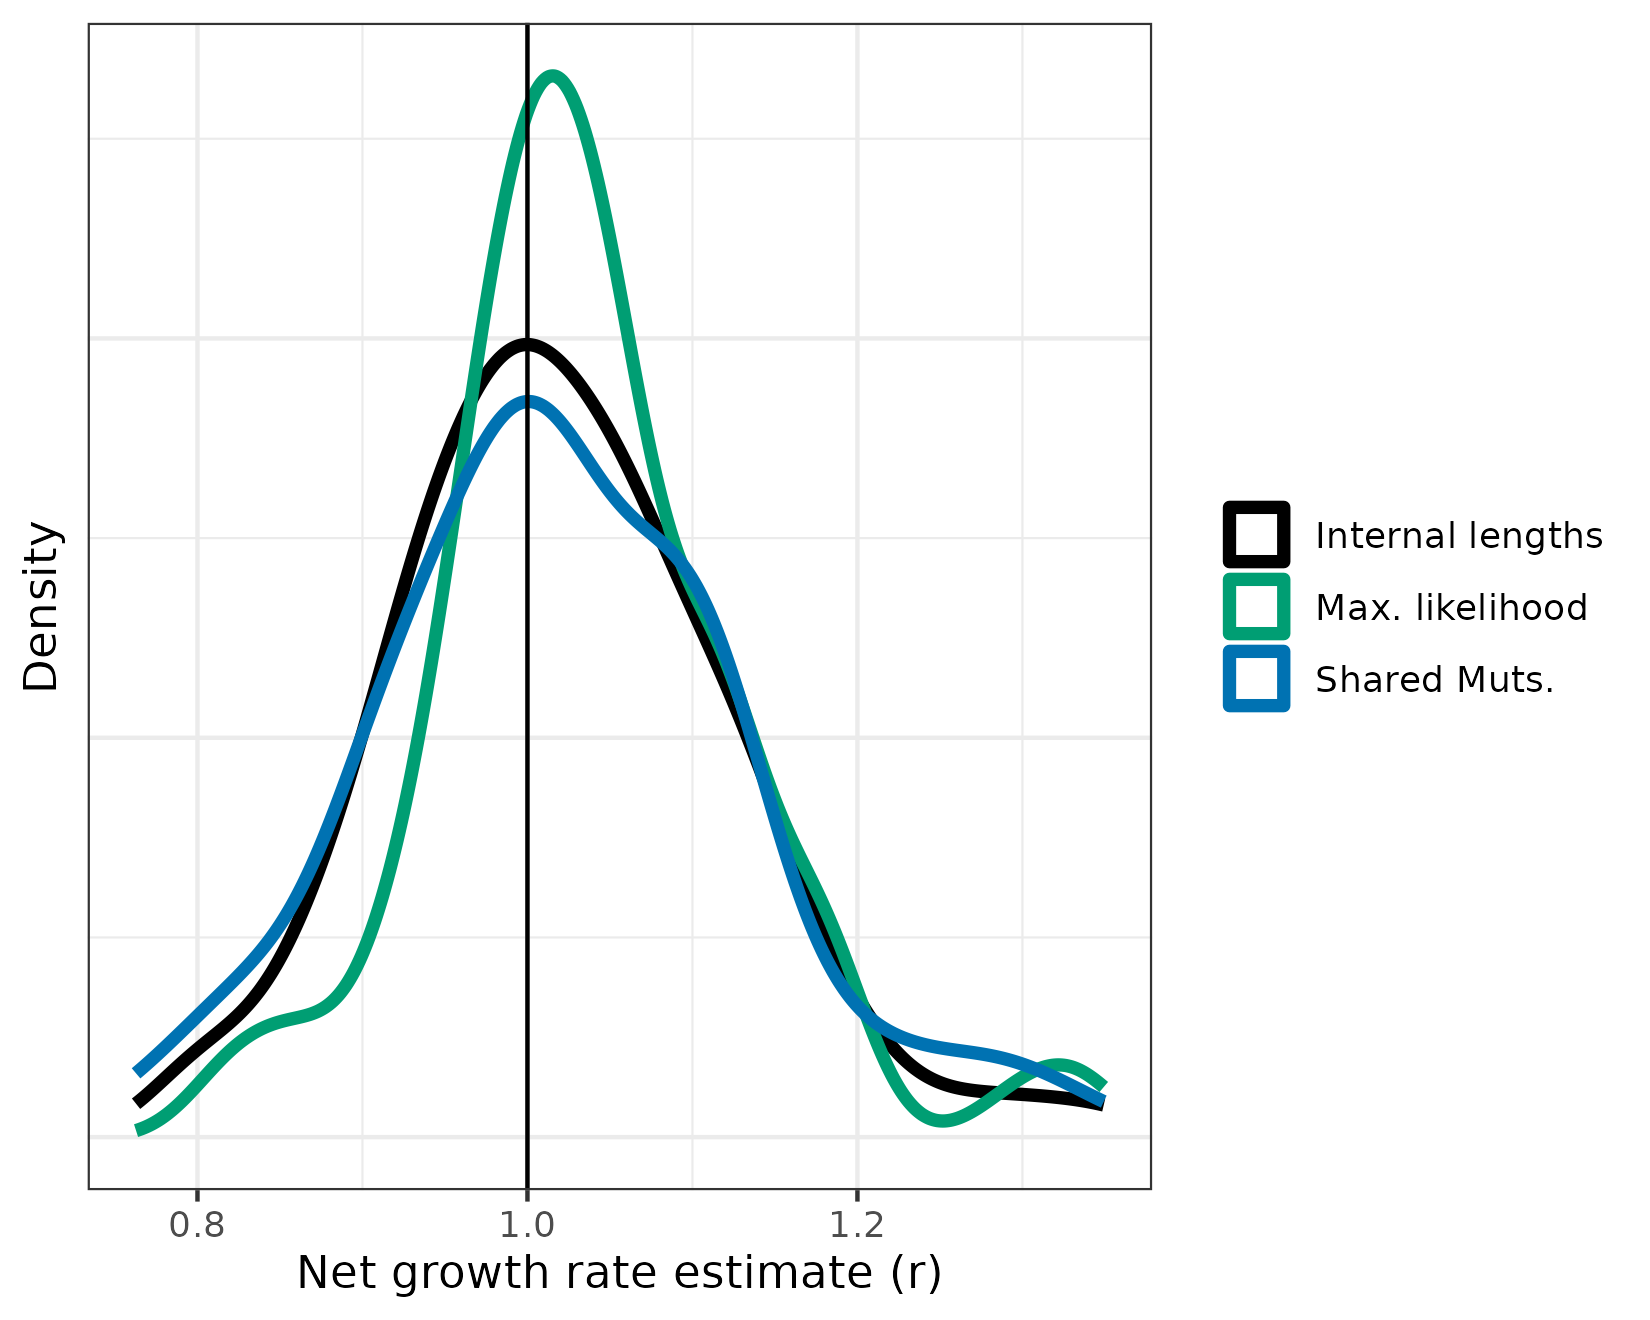 Density
Internal lengths
Max. likelihood
Shared Muts.
0.8 1.0 1.2
Net growth rate estimate (r)